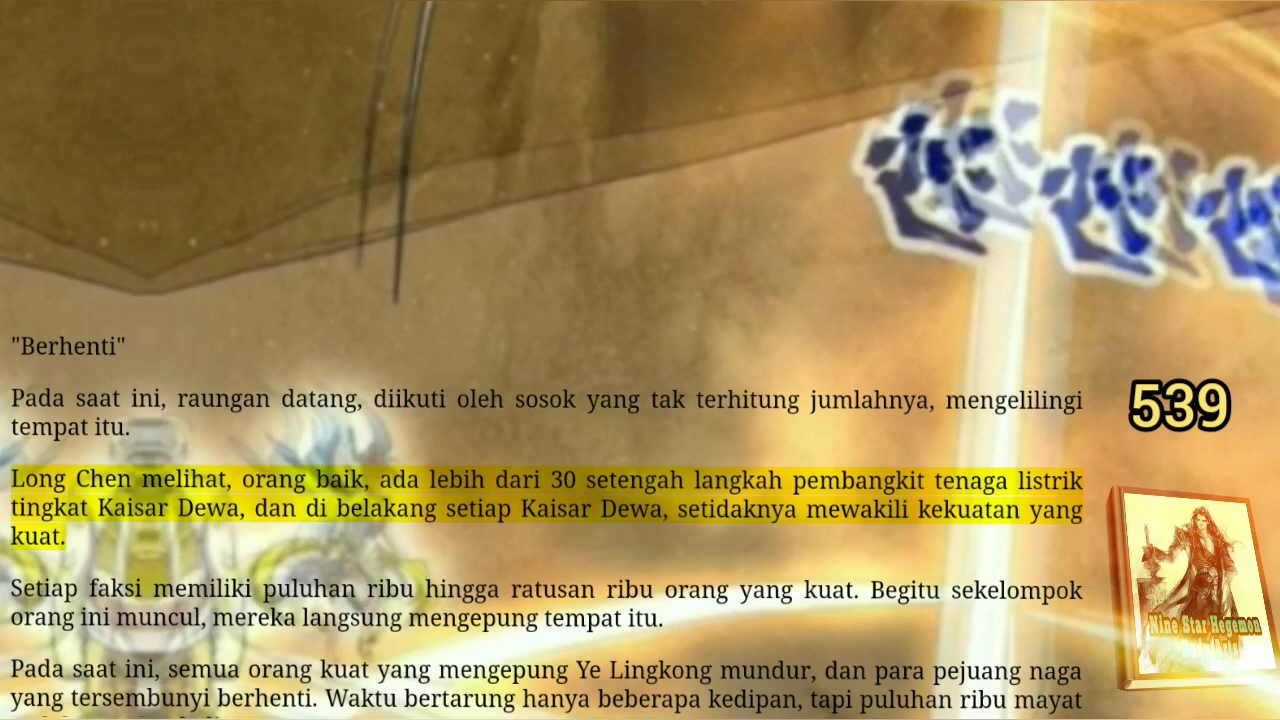 "Berhenti"
Pada saat ini, raungan datang, diikuti oleh sosok yang tak terhitung jumlahnya, mengelilingi
tempat itu.
539
Long Chen melihat, orang baik, ada lebih dari 30 setengah langkah pembangkit tenaga listrik
tingkat Kaisar Dewa, dan di belakang setiap Kaisar Dewa, setidaknya mewakili kekuatan yang
kuat.
Setiap faksi memiliki puluhan ribu hingga ratusan ribu orang yang kuat. Begitu sekelompok
orang ini muncul, mereka langsung mengepung tempat itu.
Nine Star Hegemon
Pada saat ini, semua orang kuat yang mengepung Ye Lingkong mundur, dan para pejuang naga
yang tersembunyi berhenti. Waktu bertarung hanya beberapa kedipan, tapi puluhan ribu mayat